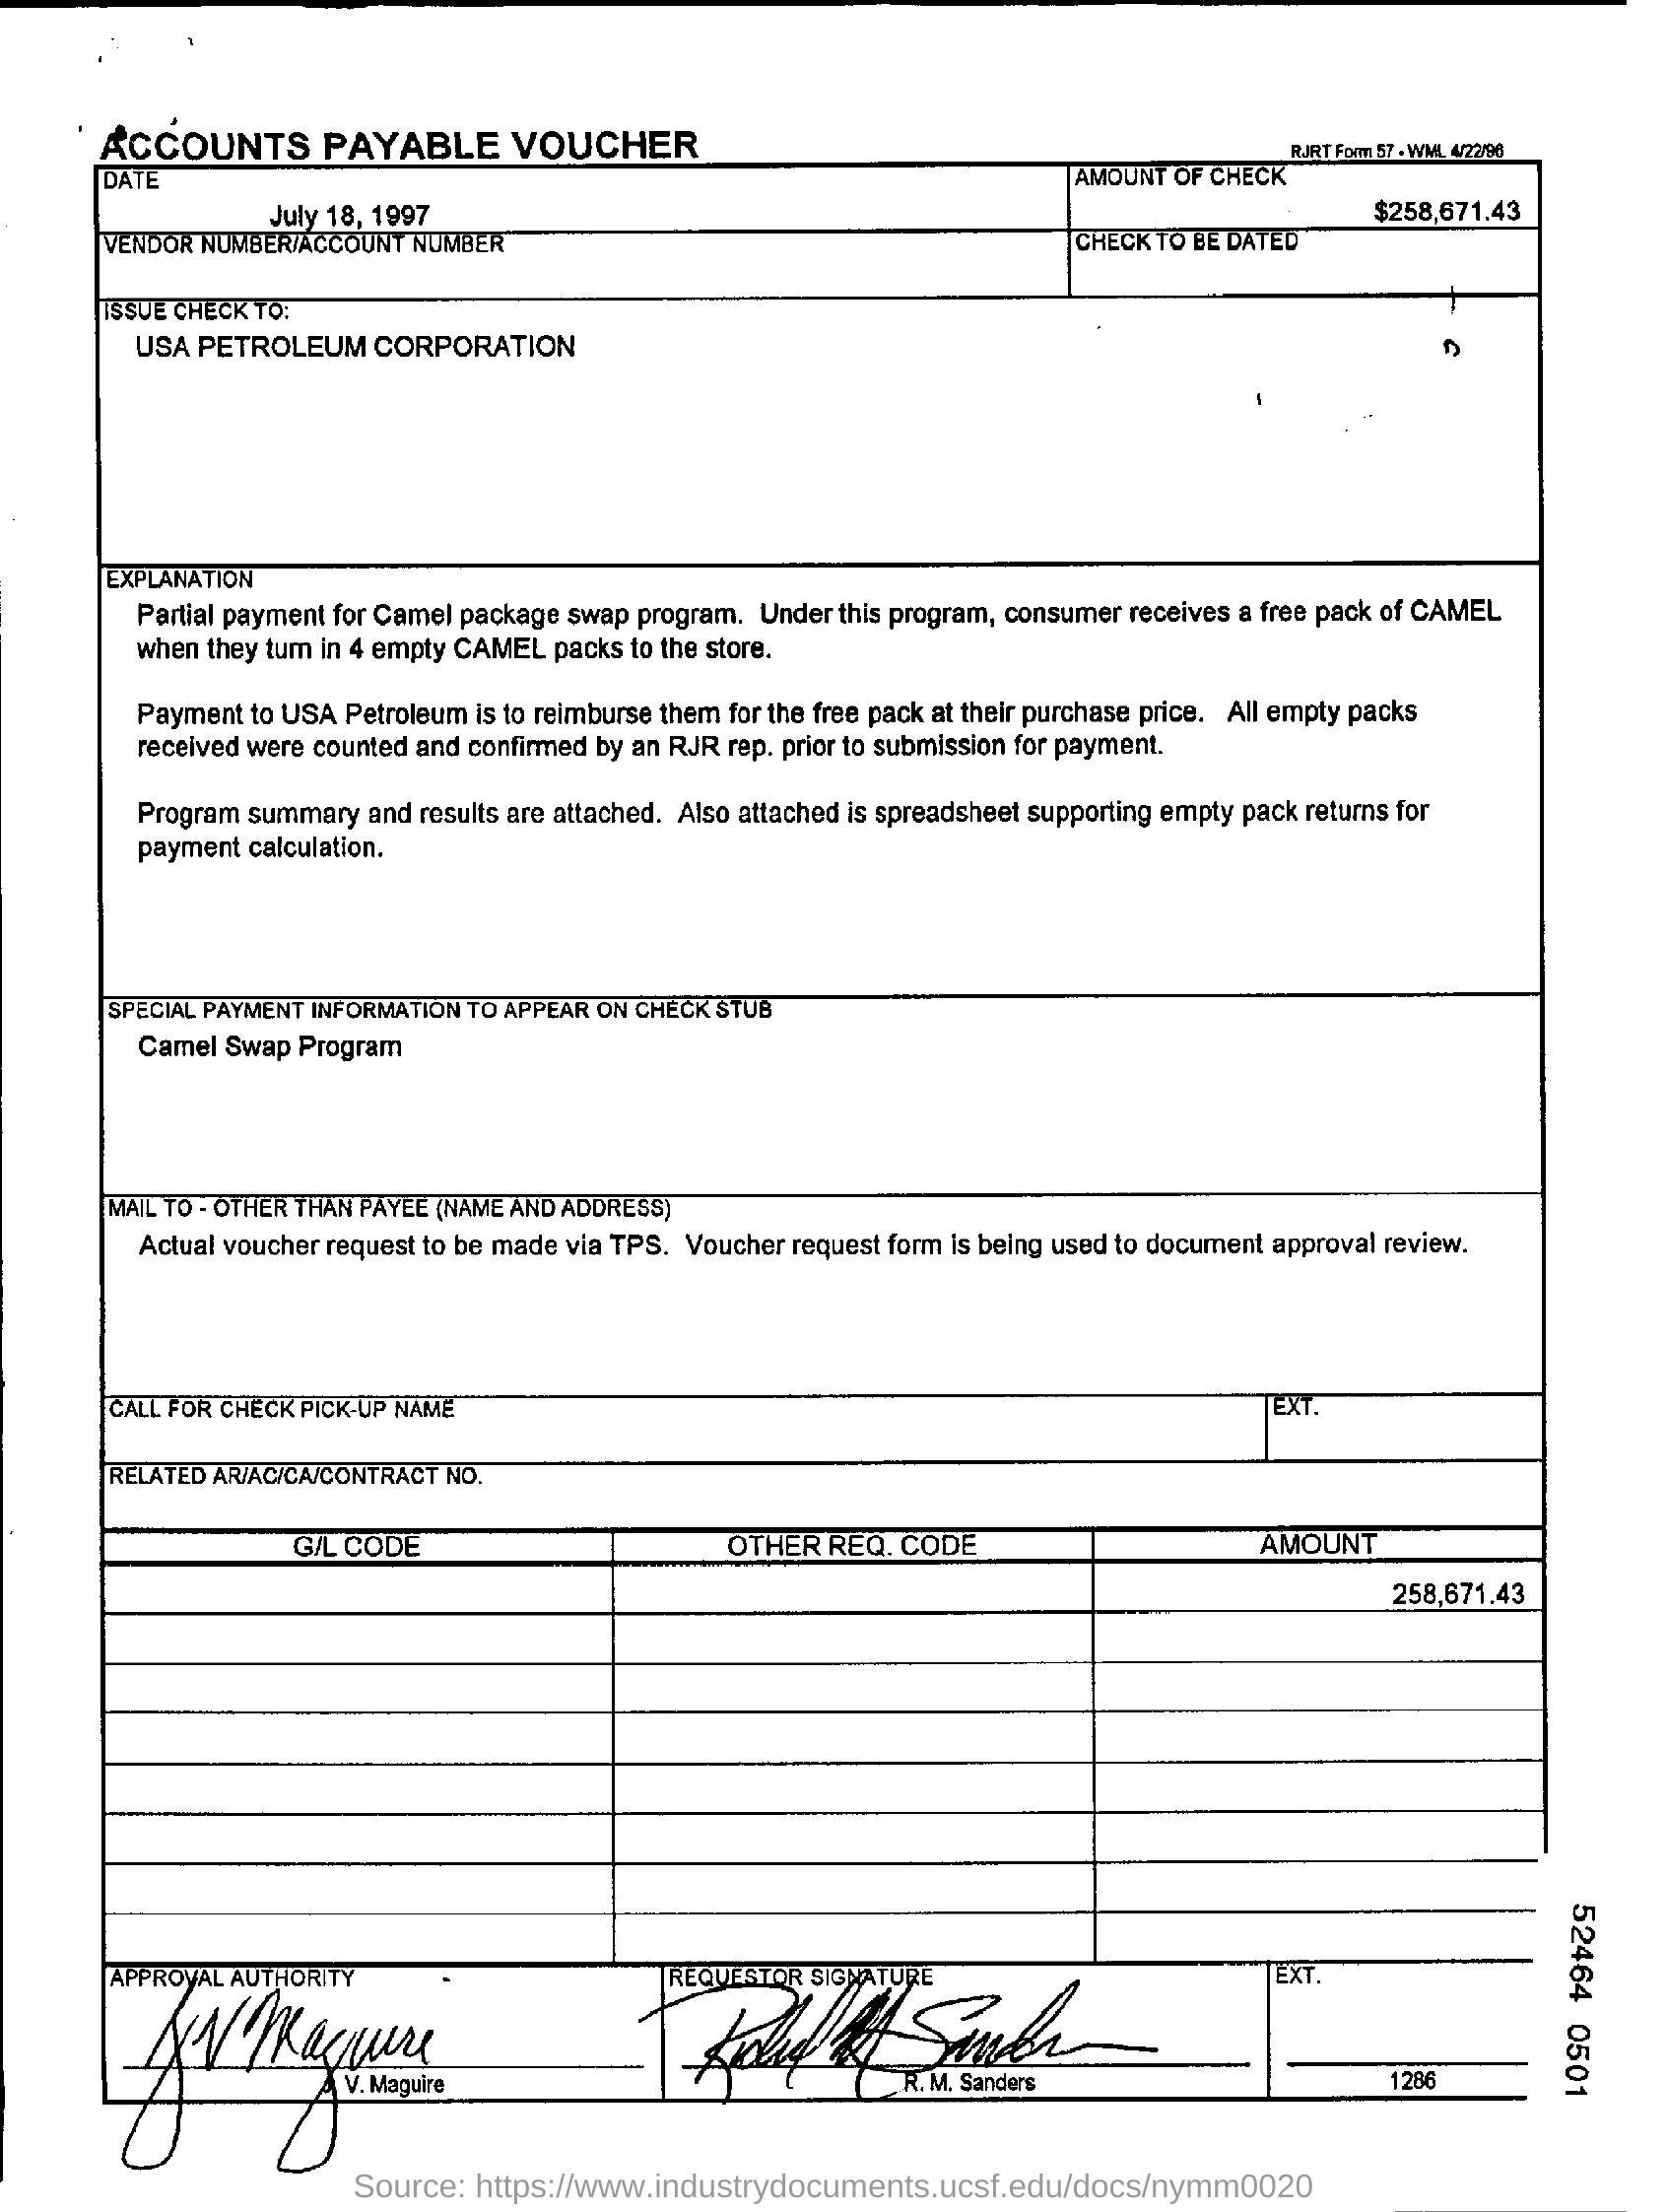 ACCOUNTS PAYABLE VOUCHER
RJRT Form 57 - WML 4/22/96
DATE
July 18, 1997
AMOUNT OF CHECK
$258,671.43
VENDOR NUMBER/ACCOUNT NUMBER
CHECK TO BE DATED
ISSUE CHECK TO:
USA PETROLEUM CORPORATION
EXPLANATION
Partial payment for Camel package swap program. Under this program, consumer receives a free pack of CAMEL
when they turn in 4 empty CAMEL packs to the store.
Payment to USA Petroleum is to reimburse them for the free pack at their purchase price. All empty packs
received were counted and confirmed by an RJR rep. prior to submission for payment.
Program summary and results are attached. Also attached is spreadsheet supporting empty pack returns for
payment calculation.
SPECIAL PAYMENT INFORMATION TO APPEAR ON CHECK STUB
Camel Swap Program
MAIL TO - OTHER THAN PAYEE (NAME AND ADDRESS)
Actual voucher request to be made via TPS. Voucher request form is being used to document approval review.
CALL FOR CHECK PICK-UP NAME
EXT.
RELATED AR/AC/CA/CONTRACT NO.
G/L CODE OTHER REQ. CODE AMOUNT
258,671.43
APPROVAL AUTHORITY
REQUESTOR SIGNATURE
EXT.
JV Maguire
V. Maguire
R. M. Sanders
1286
52464 0501
Source: https://www.industrydocuments.ucsf.edu/docs/nymm0020